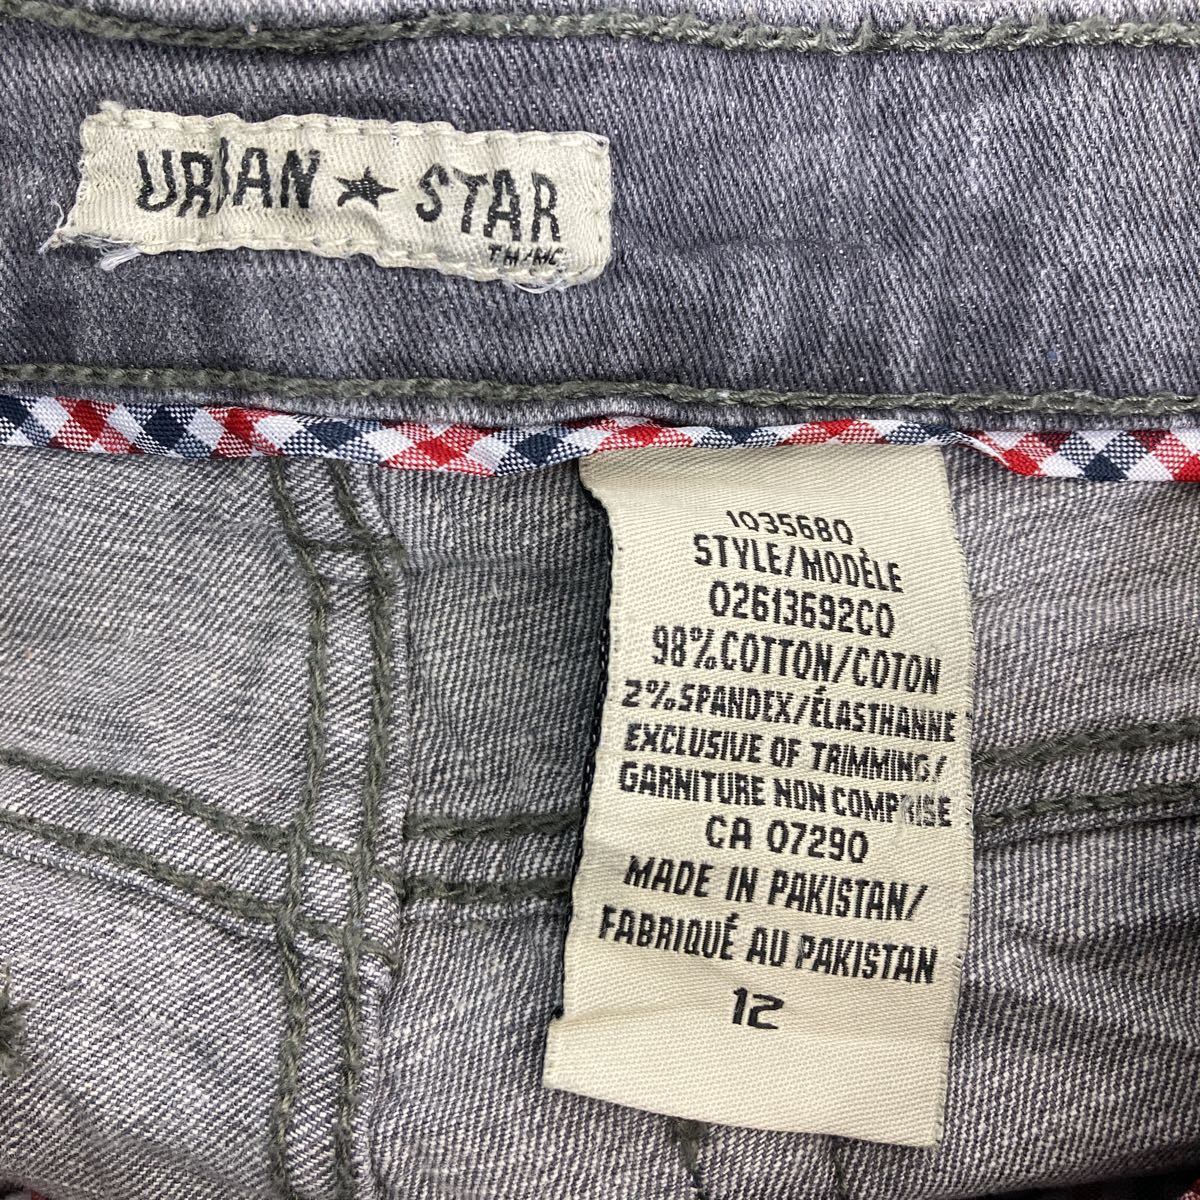 URBAN ★ STAR
TM/MC
1035680
STYLE/MODÈLE
02613692CO
98% COTTON/COTON
2% SPANDEX/ÉLASTHANNE
EXCLUSIVE OF TRIMMING/
GARNITURE NON COMPRISE
CA 07290
MADE IN PAKISTAN/
FABRIQUÉ AU PAKISTAN
12